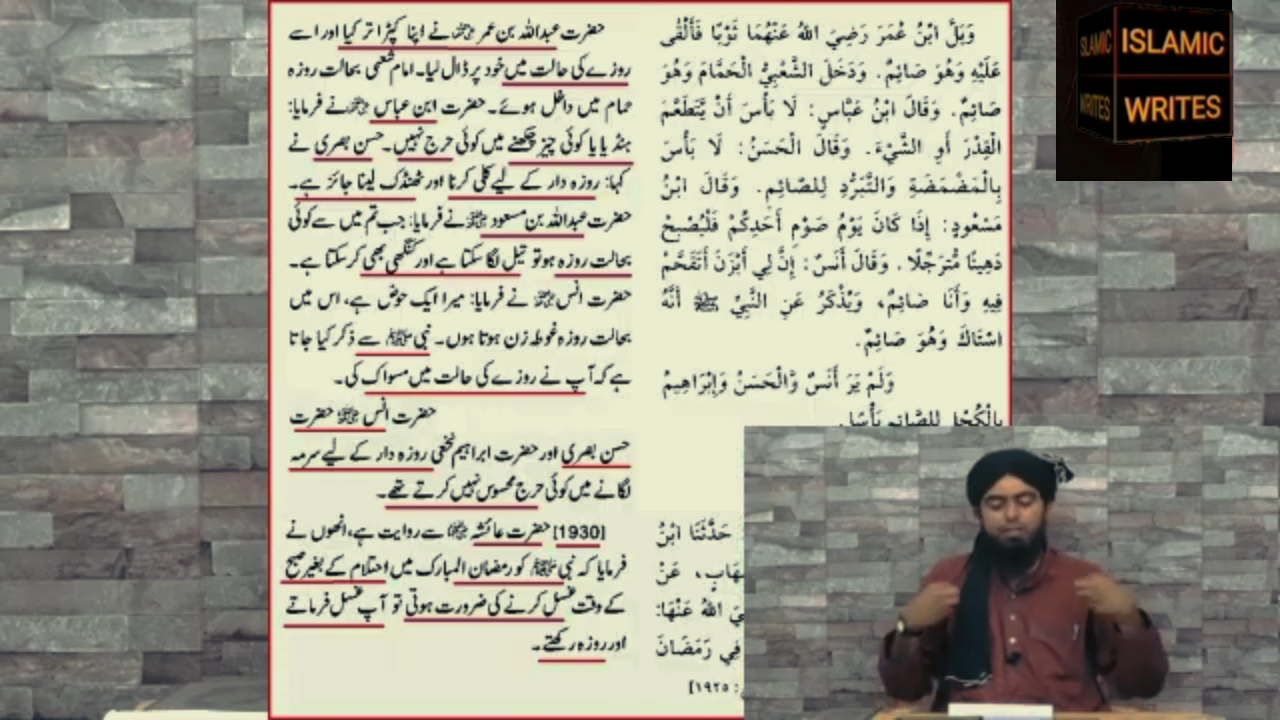 وَبَلَّ ابْنُ عُمَرَ رَضِيَ اللهُ عَنْهُمَا ثَوْبًا فَأَلْقَى
عَلَيْهِ وَهُوَ صَائِمٌ. وَدَخَلَ الشَّعْبِيُّ الْحَمَّامَ وَهُوَ
صَائِمٌ. وَقَالَ ابْنُ عَبَّاسٍ: لَا بَأْسَ أَنْ يَّتَطَعَّمَ
الْقِدْرَ أَوِ الشَّيْءَ. وَقَالَ الْحَسَنُ: لَا بَأْسَ
بِالْمَضْمَضَةِ وَالتَّبَرُّدِ لِلصَّائِمِ. وَقَالَ ابْنُ
مَسْعُودٍ: إِذَا كَانَ يَوْمُ صَوْمِ أَحَدِكُمْ فَلْيُصْبِحْ
دَهِينًا مُّتَرَجِّلًا. وَقَالَ أَنَسٌ: إِنَّ لِي أَبْزَنَ أَتَقَحَّمُ
فِيهِ وَأَنَا صَائِمٌ، وَيُذْكَرُ عَنِ النَّبِيِّ ﷺ أَنَّهُ
اسْتَاكَ وَهُوَ صَائِمٌ.
وَلَمْ يَرَ أَنَسٌ وَّالْحَسَنُ وَإِبْرَاهِيمُ
بِالْكُحْلِ لِلصَّائِمِ بَأْسًا.
حَدَّثَنَا ابْنُ
عَنْ
اللهُ عَنْهَا:
فِي رَمَضَانَ
: ١٩٢٥]
حضرت عبداللہ بن عمر ؓ نے اپنا کپڑا تر کیا اور اسے
روزے کی حالت میں خود پر ڈال لیا۔ امام شعمی بحالت روزہ
حمام میں داخل ہوئے۔ حضرت ابن عباس ؓ نے فرمایا:
ہنڈیا یا کوئی چیز چکھنے میں کوئی حرج نہیں۔ حسن بصری نے
کہا: روزہ دار کے لیے کلی کرنا اور ٹھنڈک لینا جائز ہے۔
حضرت عبداللہ بن مسعود ؓ نے فرمایا: جب تم میں سے کوئی
بحالت روزہ ہو تو تیل لگا سکتا ہے اور کنگھی بھی کر سکتا ہے۔
حضرت انس ؓ نے فرمایا: میرا ایک حوض ہے، اس میں
بحالت روزہ غوطہ زن ہوتا ہوں۔ نبی ﷺ سے ذکر کیا جاتا
ہے کہ آپ نے روزے کی حالت میں مسواک کی۔
حضرت انس ؓ حضرت
حسن بصری اور حضرت ابراہیم نخعی روزہ دار کے لیے سرمہ
لگانے میں کوئی حرج محسوس نہیں کرتے تھے۔
[1930] حضرت عائشہ ؓ سے روایت ہے، انھوں نے
فرمایا کہ نبی ﷺ کو رمضان المبارک میں احتلام کے بغیر صبح
کے وقت غسل کرنے کی ضرورت ہوتی تو آپ غسل فرماتے
اور روزہ رکھتے۔
ISLAMIC
WRITES
ISLAMIC
WRITES